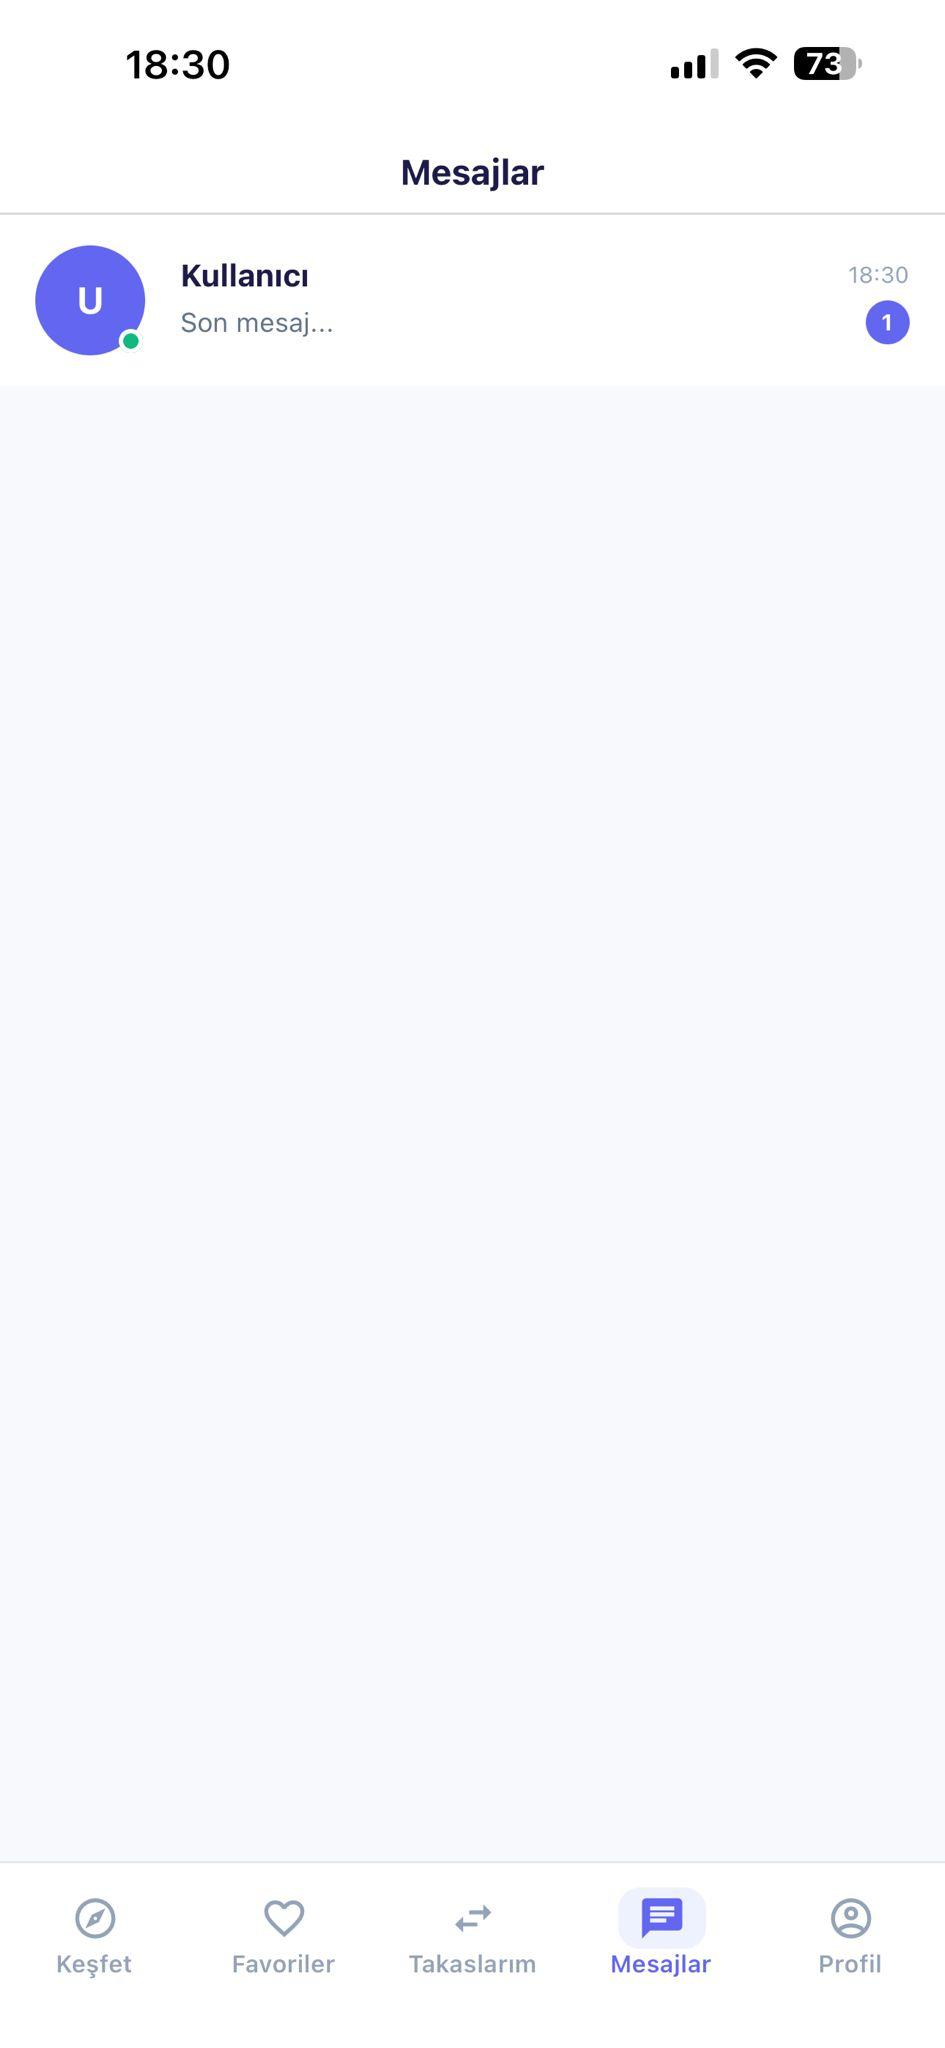 18:30
73
Mesajlar
U
Kullanıcı
18:30
Son mesaj...
1
Keşfet
Favoriler
Takaslarım
Mesajlar
Profil